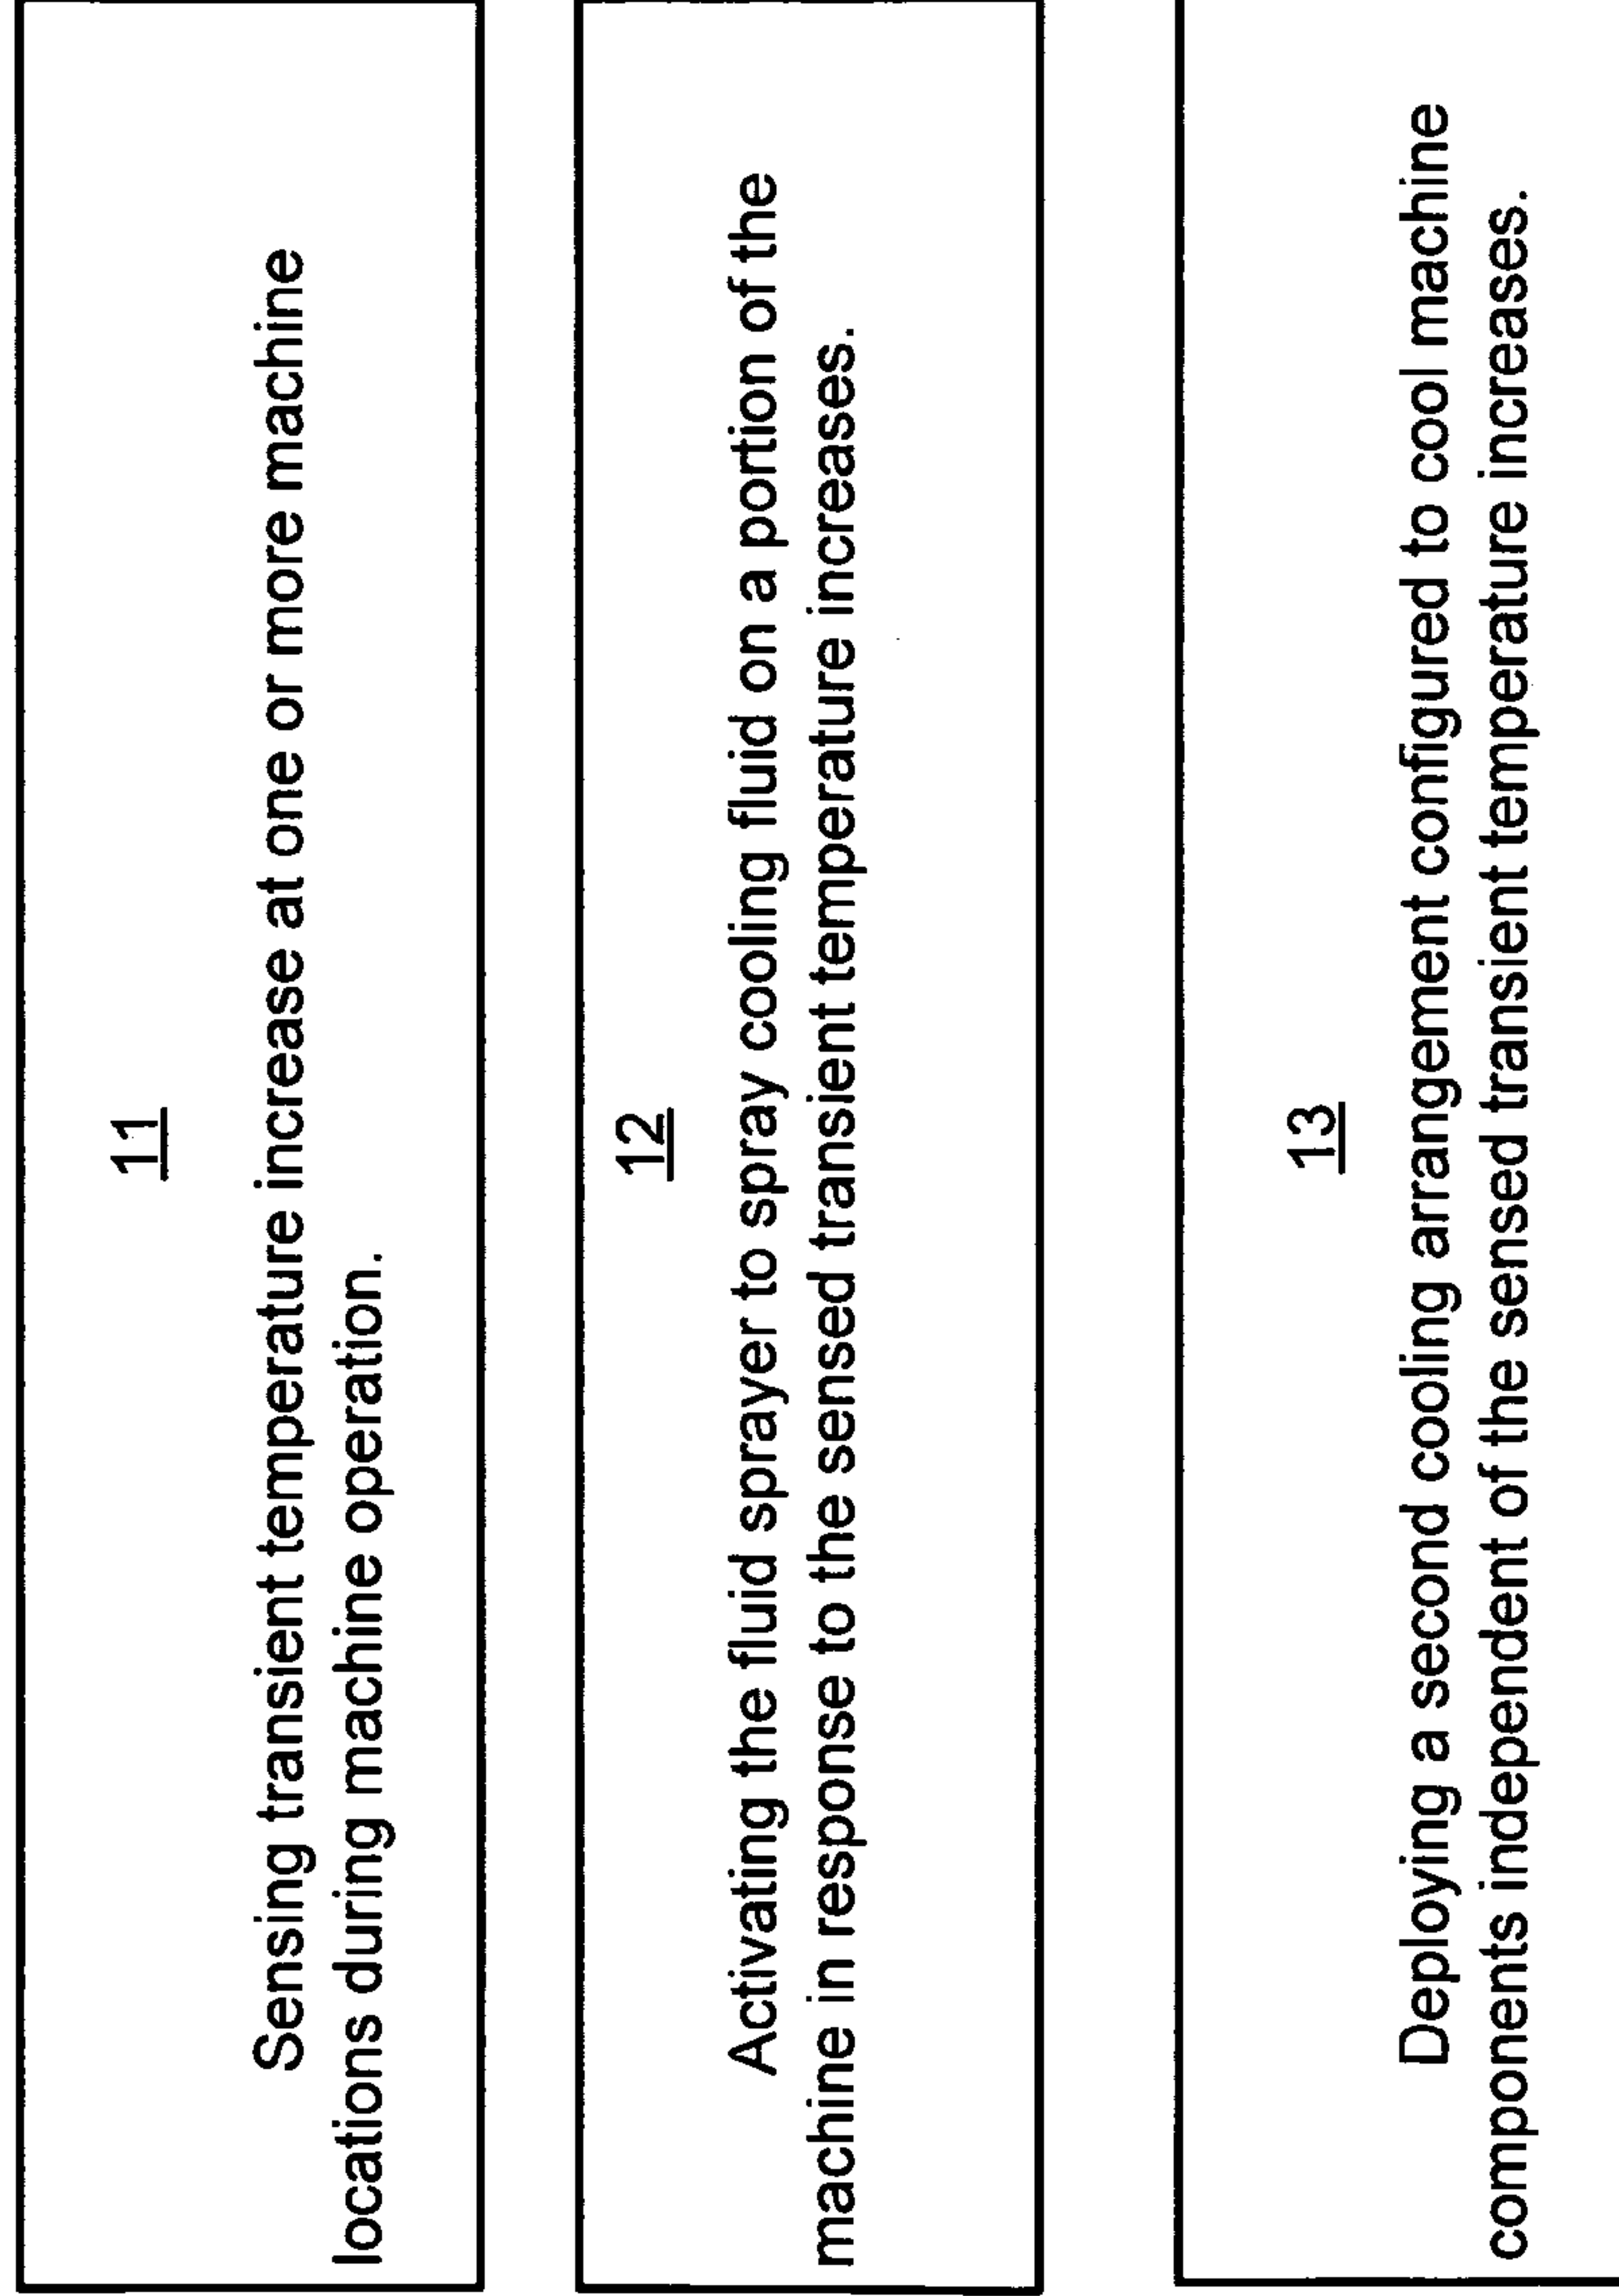 11
Sensing transient temperature increase at one or more machine
locations during machine operation.
12
Activating the fluid sprayer to spray cooling fluid on a portion of the
machine in response to the sensed transient temperature increases.
13
Deploying a second cooling arrangement configured to cool machine
components independent of the sensed transient temperature increases.